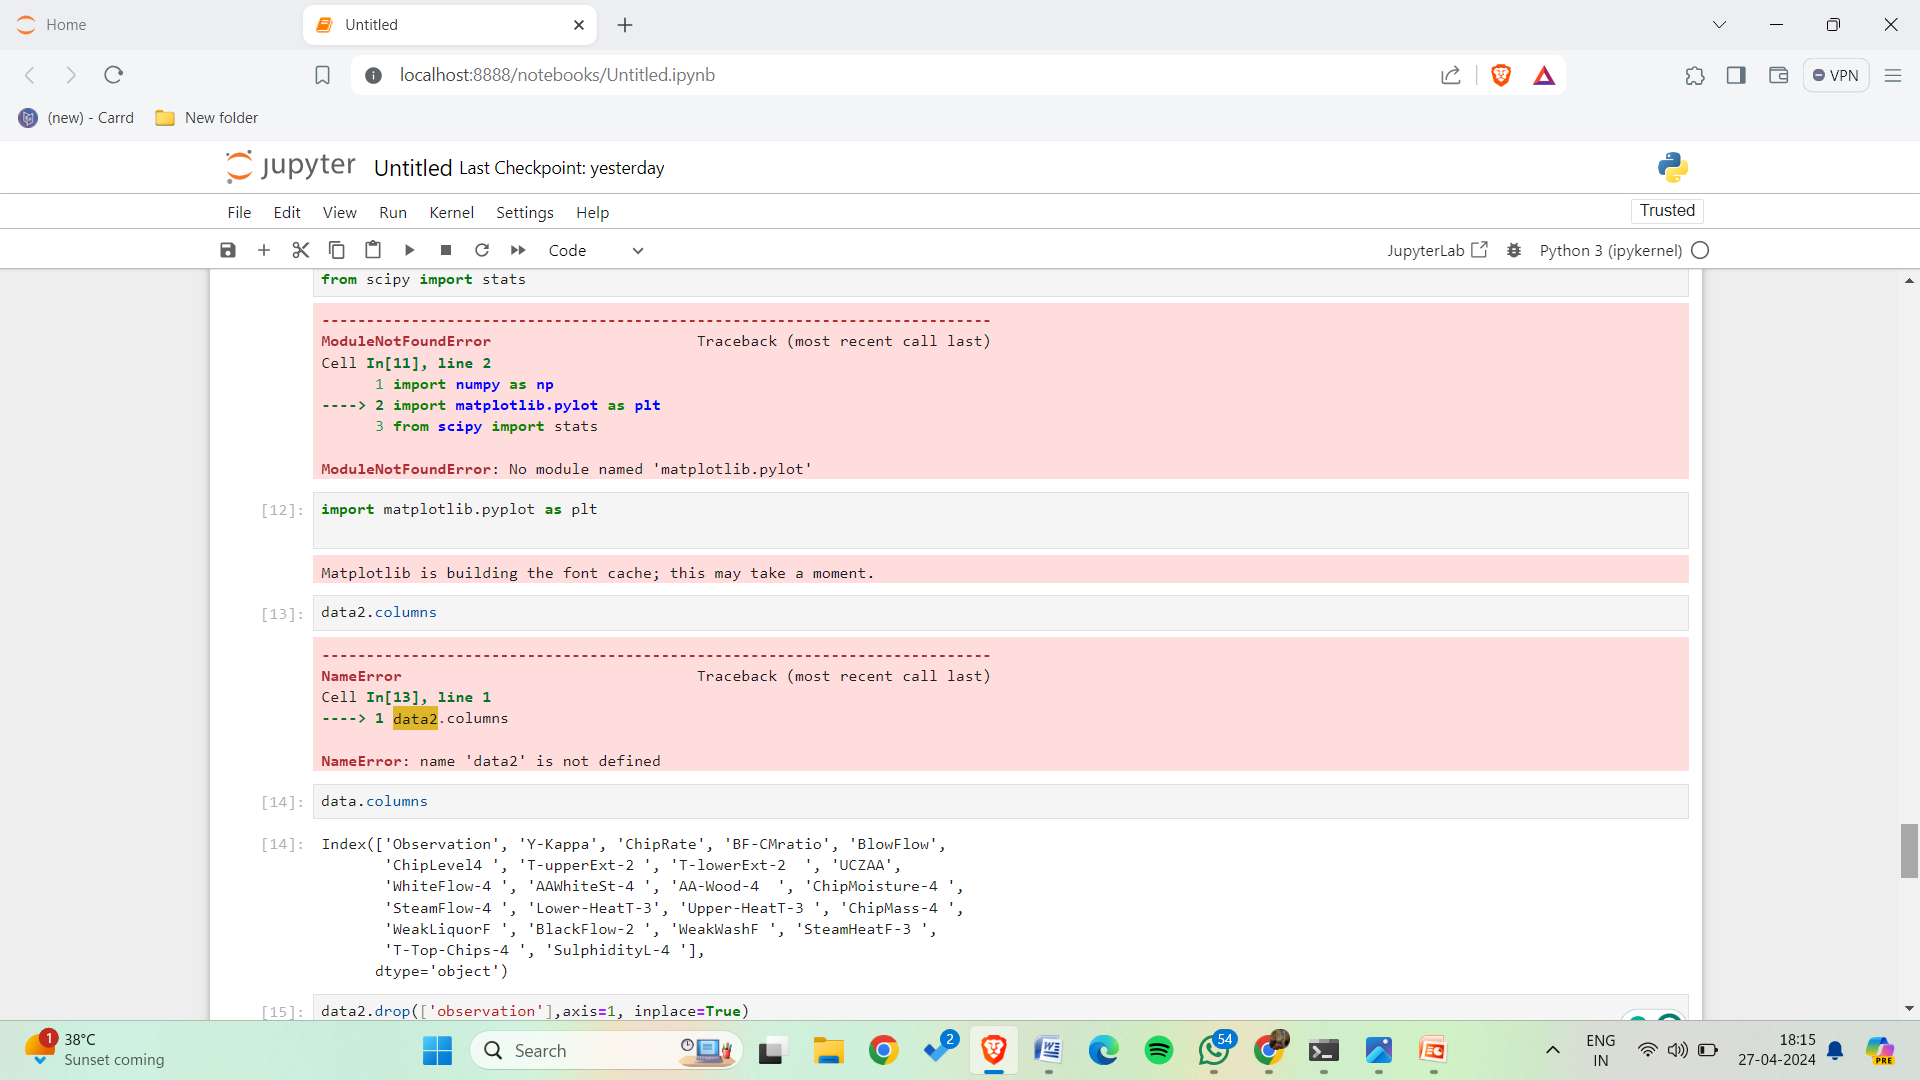 Home
Untitled
localhost:8888/notebooks/Untitled.ipynb
VPN
(new) - Carrd
New folder
jupyter Untitled Last Checkpoint: yesterday
File Edit View Run Kernel Settings Help
Trusted
Code
JupyterLab
Python 3 (ipykernel)
from scipy import stats
---------------------------------------------------------------------------
ModuleNotFoundError Traceback (most recent call last)
Cell In[11], line 2
1 import numpy as np
----> 2 import matplotlib.pylot as plt
3 from scipy import stats
ModuleNotFoundError: No module named 'matplotlib.pylot'
[12]: import matplotlib.pyplot as plt
Matplotlib is building the font cache; this may take a moment.
[13]: data2.columns
---------------------------------------------------------------------------
NameError Traceback (most recent call last)
Cell In[13], line 1
----> 1 data2.columns
NameError: name 'data2' is not defined
[14]: data.columns
[14]: Index(['Observation', 'Y-Kappa', 'ChipRate', 'BF-CMratio', 'BlowFlow',
'ChipLevel4 ', 'T-upperExt-2 ', 'T-lowerExt-2  ', 'UCZAA',
'WhiteFlow-4 ', 'AAWhiteSt-4 ', 'AA-Wood-4  ', 'ChipMoisture-4 ',
'SteamFlow-4 ', 'Lower-HeatT-3', 'Upper-HeatT-3 ', 'ChipMass-4 ',
'WeakLiquorF ', 'BlackFlow-2 ', 'WeakWashF ', 'SteamHeatF-3 ',
'T-Top-Chips-4 ', 'SulphidityL-4 '],
dtype='object')
[15]: data2.drop(['observation'],axis=1, inplace=True)
1
38°C
Sunset coming
Search
2
54
ENG
IN
18:15
27-04-2024
PRE